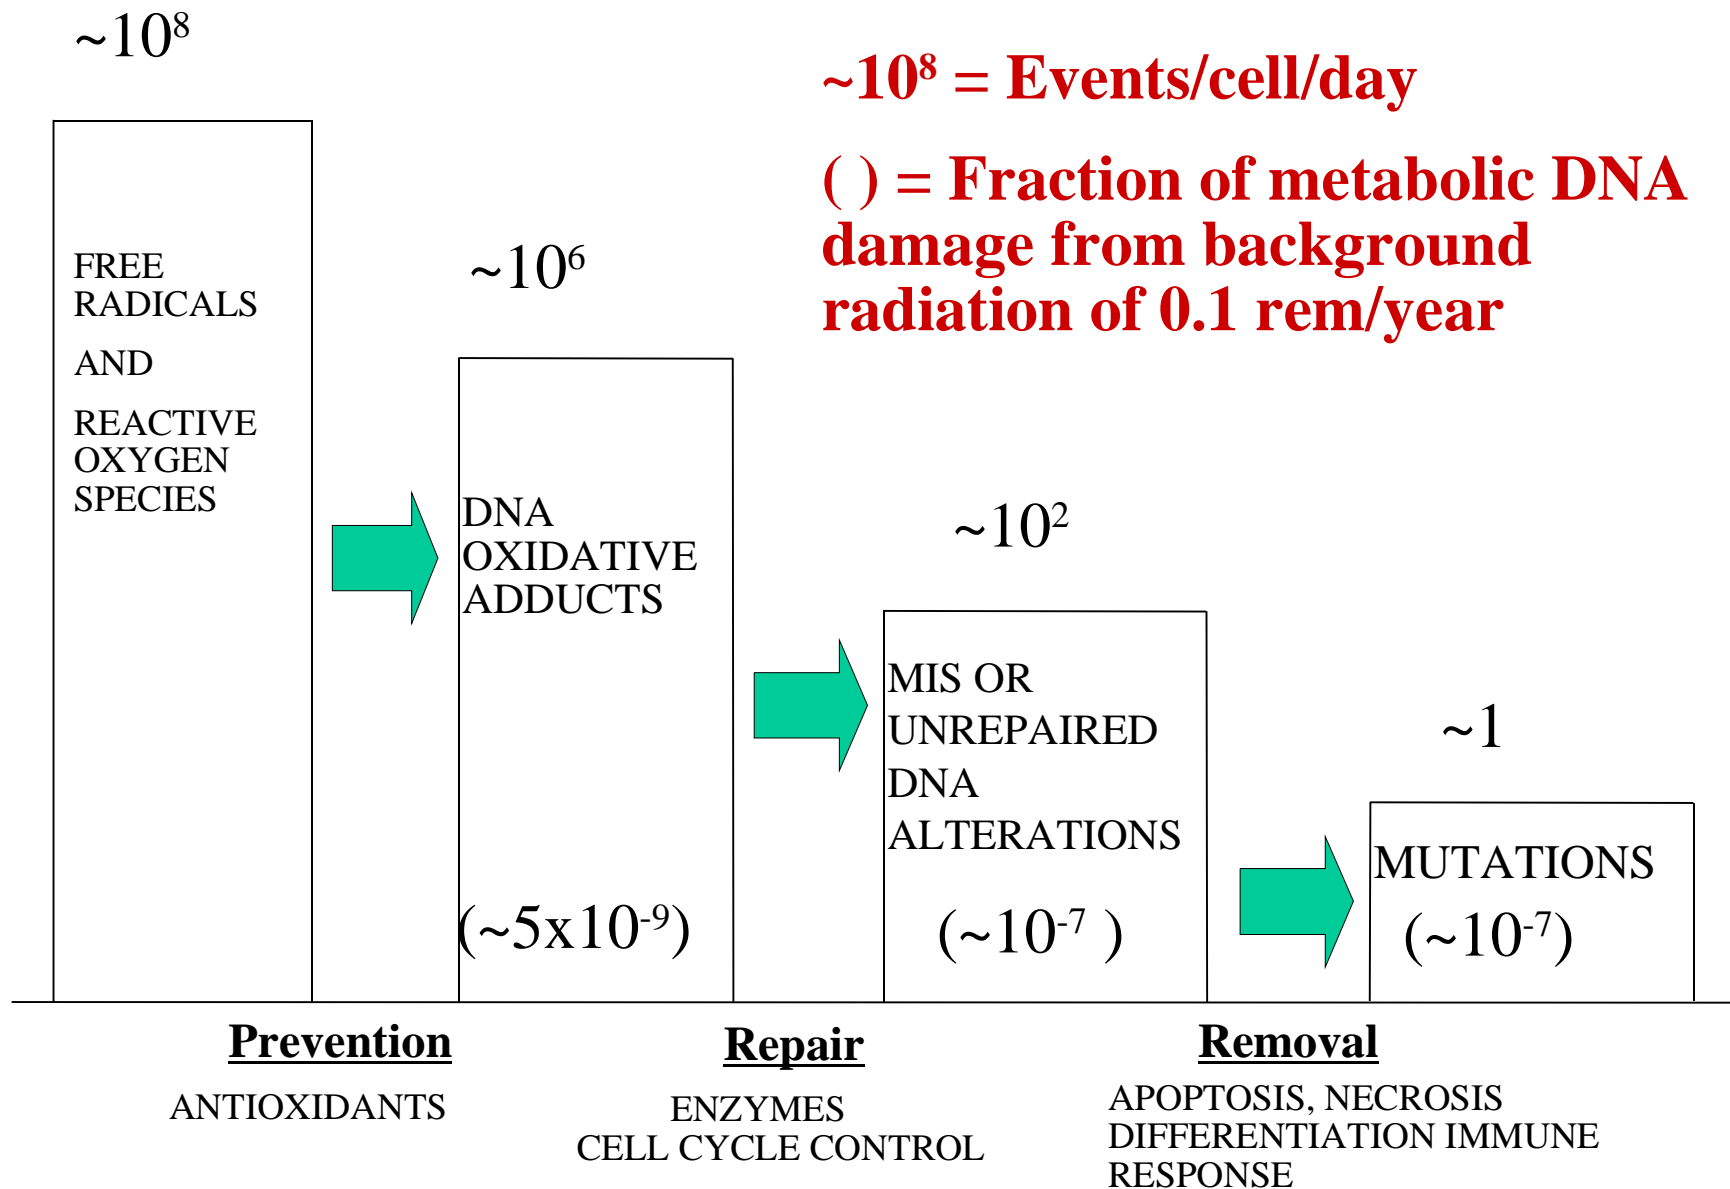 ~10⁸
~10⁸ = Events/cell/day
( ) = Fraction of metabolic DNA
damage from background
radiation of 0.1 rem/year
FREE
RADICALS
AND
REACTIVE
OXYGEN
SPECIES
~10⁶
DNA
OXIDATIVE
ADDUCTS
(~5x10⁻⁹)
~10²
MIS OR
UNREPAIRED
DNA
ALTERATIONS
(~10⁻⁷ )
~1
MUTATIONS
(~10⁻⁷)
Prevention
ANTIOXIDANTS
Repair
ENZYMES
CELL CYCLE CONTROL
Removal
APOPTOSIS, NECROSIS
DIFFERENTIATION IMMUNE
RESPONSE